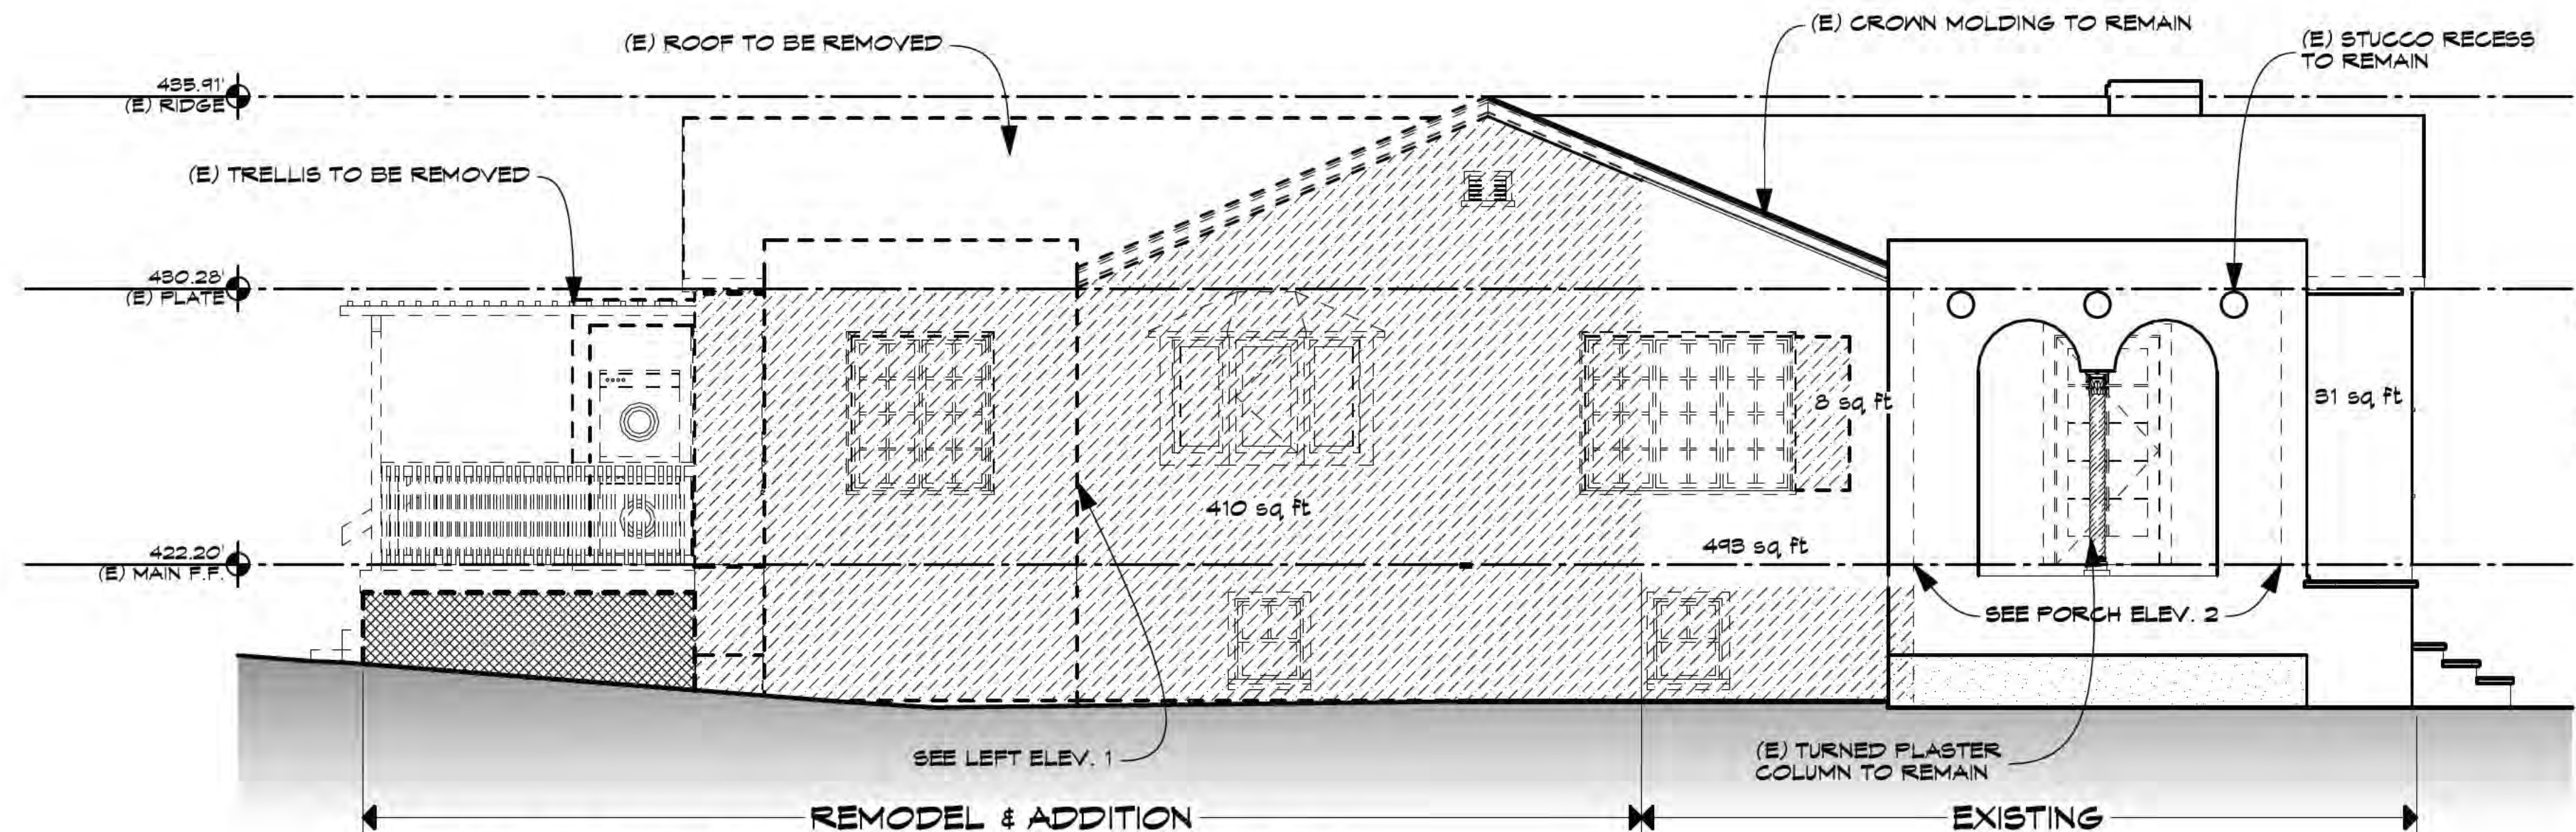 (E) CROWN MOLDING TO REMAIN
(E) ROOF TO BE REMOVED
(E) STUCCO RECESS
TO REMAIN
435.91'
(E) RIDGE
(E) TRELLIS TO BE REMOVED
430.28'
(E) PLATE
8 sq ft
31 sq ft
410 sq ft
493 sq ft
422.20'
(E) MAIN F.F.
SEE PORCH ELEV. 2
SEE LEFT ELEV. 1
(E) TURNED PLASTER
COLUMN TO REMAIN
REMODEL & ADDITION
EXISTING